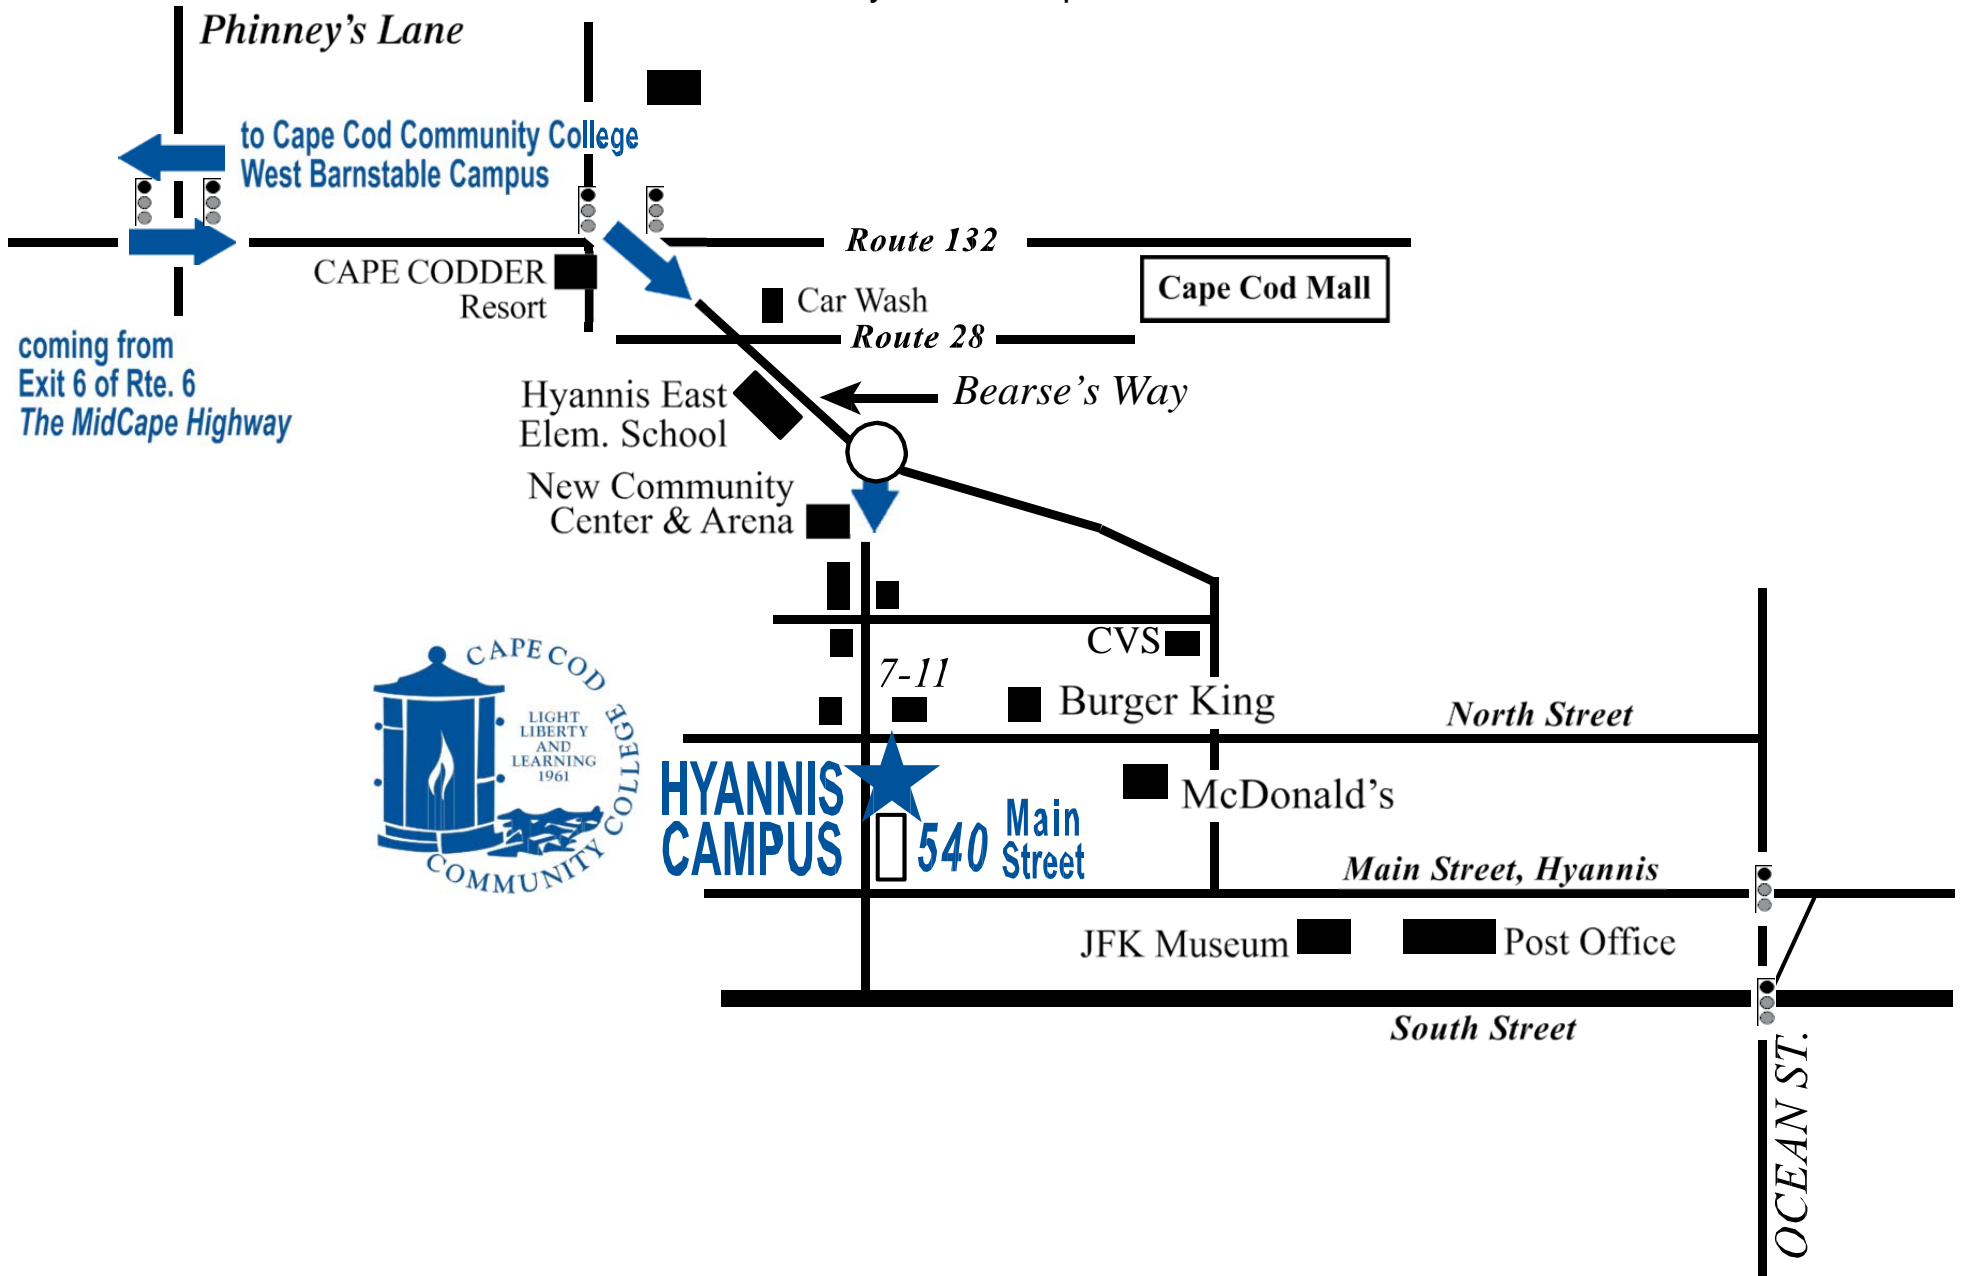 Phinney's Lane
to Cape Cod Community College
West Barnstable Campus
Route 132
CAPE CODDER
Resort
Cape Cod Mall
Car Wash
Route 28
coming from
Exit 6 of Rte. 6
The MidCape Highway
Hyannis East
Elem. School
Bearse's Way
New Community
Center & Arena
CVS
7-11
Burger King
North Street
CAPE COD COMMUNITY COLLEGE
LIGHT
LIBERTY
AND
LEARNING
1961
HYANNIS
CAMPUS
540 Main
Street
McDonald's
Main Street, Hyannis
JFK Museum
Post Office
South Street
OCEAN ST.